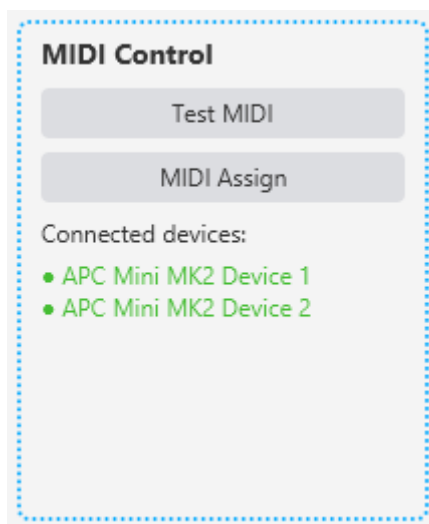 MIDI Control
Test MIDI
MIDI Assign
Connected devices:
● APC Mini MK2 Device 1
● APC Mini MK2 Device 2